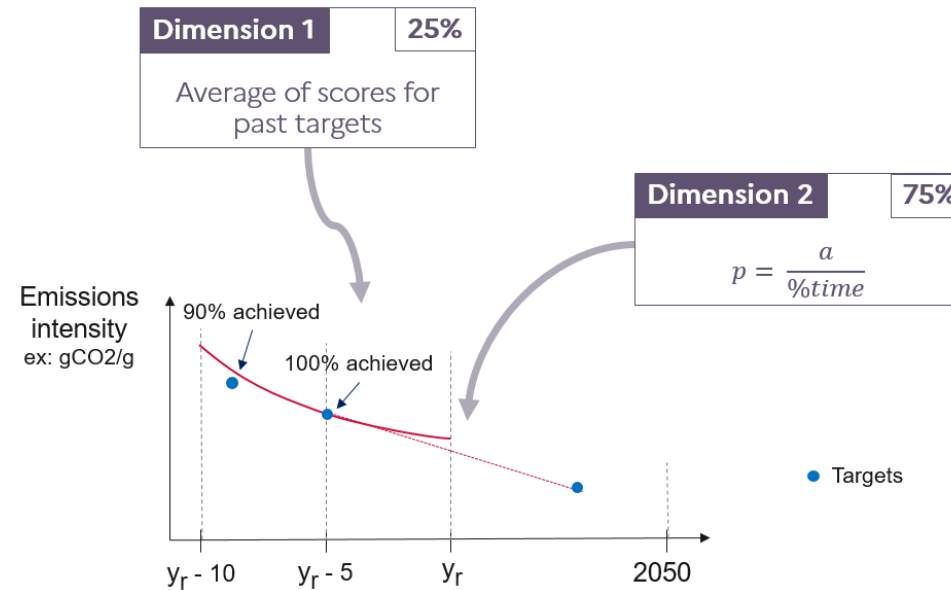 Dimension 1 25%
Average of scores for
past targets
Dimension 2 75%
p = a / %time
Emissions
intensity
ex: gCO2/g
90% achieved
100% achieved
Targets
yr - 10 yr - 5 yr 2050